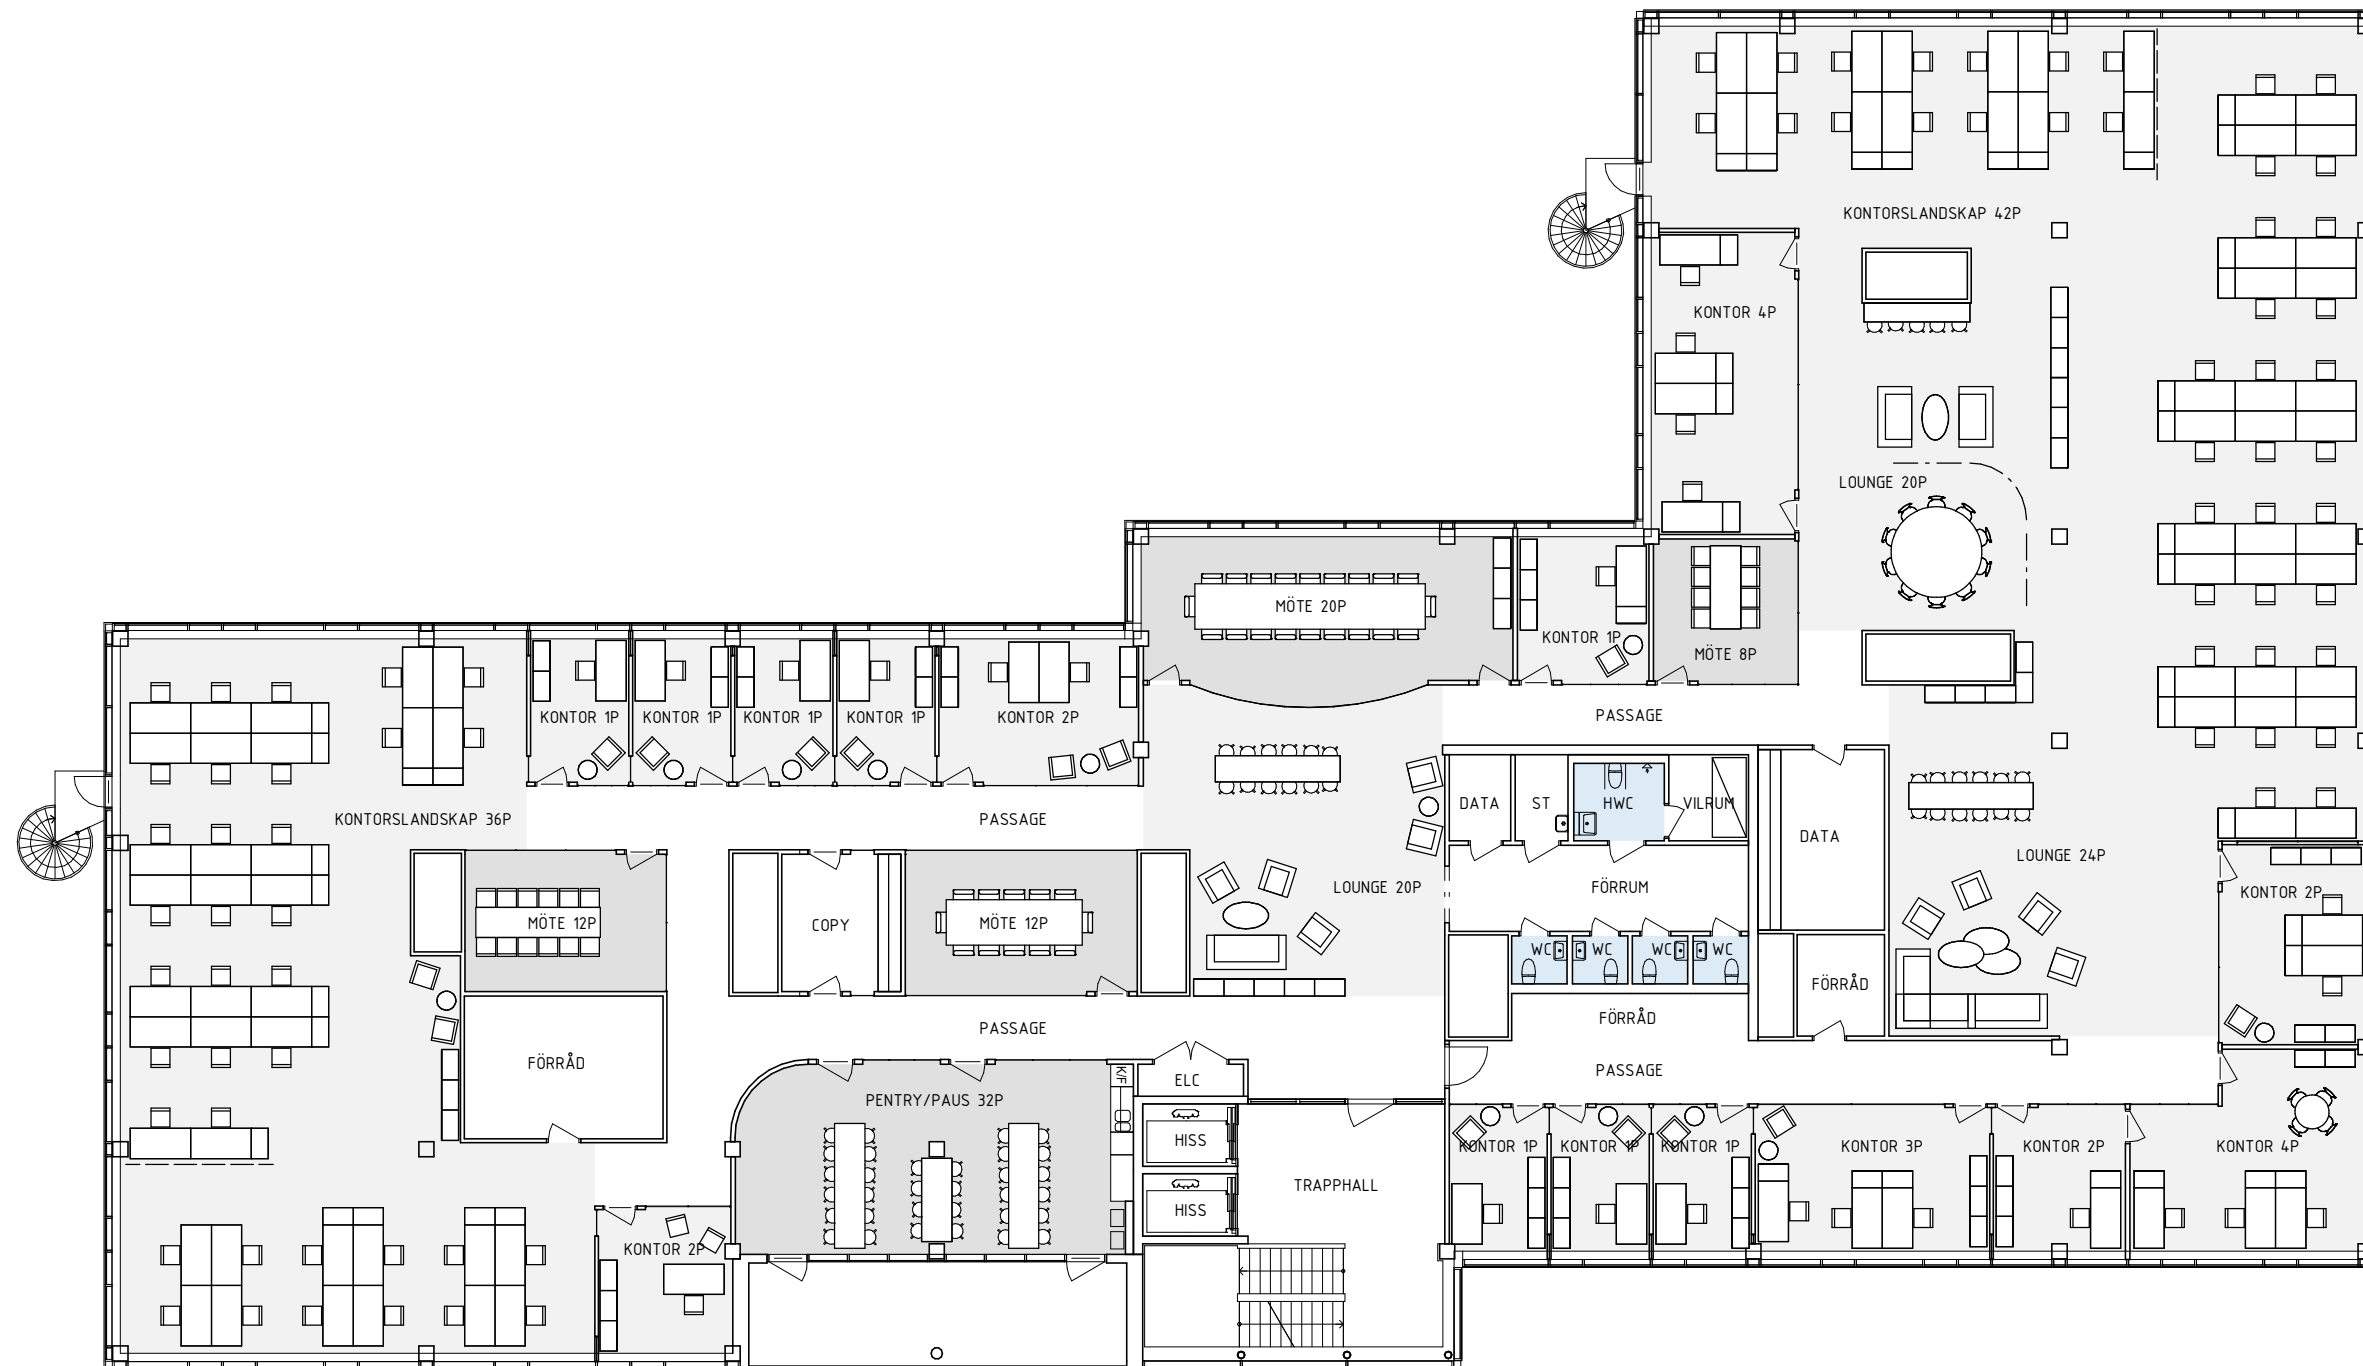 KONTORSLANDSKAP 42P
KONTOR 4P
LOUNGE 20P
MÖTE 20P
KONTOR 1P
MÖTE 8P
PASSAGE
KONTOR 1P
KONTOR 1P
KONTOR 1P
KONTOR 1P
KONTOR 2P
KONTORSLANDSKAP 36P
PASSAGE
DATA
ST
HWC
VILRUM
DATA
LOUNGE 24P
LOUNGE 20P
FÖRRUM
KONTOR 2P
MÖTE 12P
COPY
MÖTE 12P
WC
WC
WC
WC
FÖRRÅD
FÖRRÅD
PASSAGE
FÖRRÅD
PASSAGE
ELC
K/F
PENTRY/PAUS 32P
HISS
KONTOR 1P
KONTOR 1P
KONTOR 1P
KONTOR 3P
KONTOR 2P
KONTOR 4P
TRAPPHALL
HISS
KONTOR 2P